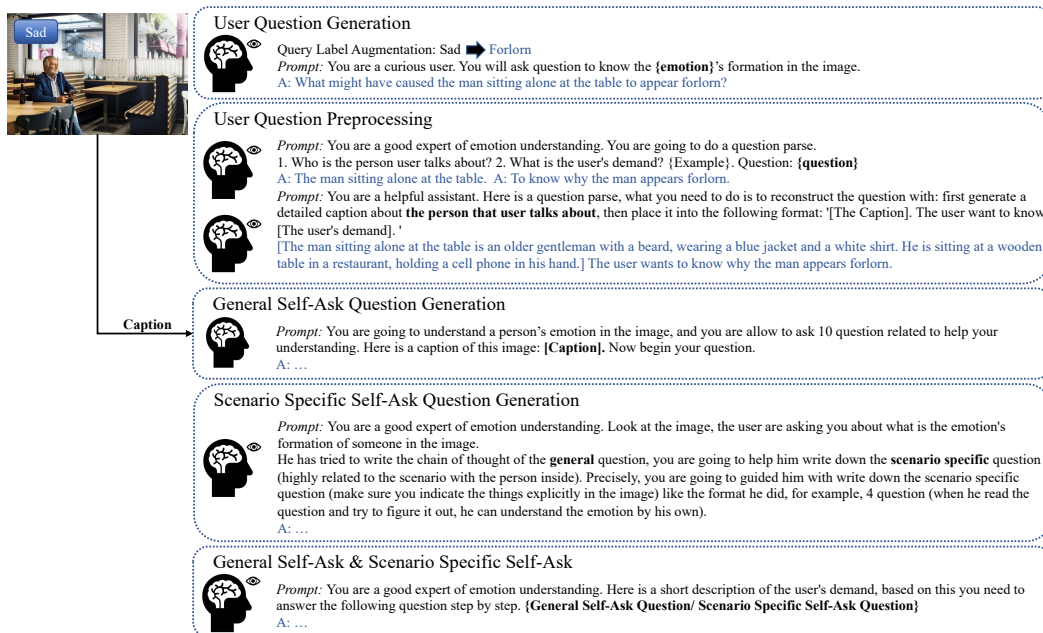 Sad
User Question Generation
Query Label Augmentation: Sad Forlorn
Prompt: You are a curious user. You will ask question to know the {emotion}'s formation in the image.
A: What might have caused the man sitting alone at the table to appear forlorn?
User Question Preprocessing
Prompt: You are a good expert of emotion understanding. You are going to do a question parse.
1. Who is the person user talks about? 2. What is the user's demand? {Example}. Question: {question}
A: The man sitting alone at the table. A: To know why the man appears forlorn.
Prompt: You are a helpful assistant. Here is a question parse, what you need to do is to reconstruct the question with: first generate a
detailed caption about the person that user talks about, then place it into the following format: '[The Caption]. The user want to know
[The user's demand]. '
[The man sitting alone at the table is an older gentleman with a beard, wearing a blue jacket and a white shirt. He is sitting at a wooden
table in a restaurant, holding a cell phone in his hand.] The user wants to know why the man appears forlorn.
Caption
General Self-Ask Question Generation
Prompt: You are going to understand a person's emotion in the image, and you are allow to ask 10 question related to help your
understanding. Here is a caption of this image: [Caption]. Now begin your question.
A: …
Scenario Specific Self-Ask Question Generation
Prompt: You are a good expert of emotion understanding. Look at the image, the user are asking you about what is the emotion's
formation of someone in the image.
He has tried to write the chain of thought of the general question, you are going to help him write down the scenario specific question
(highly related to the scenario with the person inside). Precisely, you are going to guided him with write down the scenario specific
question (make sure you indicate the things explicitly in the image) like the format he did, for example, 4 question (when he read the
question and try to figure it out, he can understand the emotion by his own).
A: …
General Self-Ask & Scenario Specific Self-Ask
Prompt: You are a good expert of emotion understanding. Here is a short description of the user's demand, based on this you need to
answer the following question step by step. {General Self-Ask Question/ Scenario Specific Self-Ask Question}
A: …